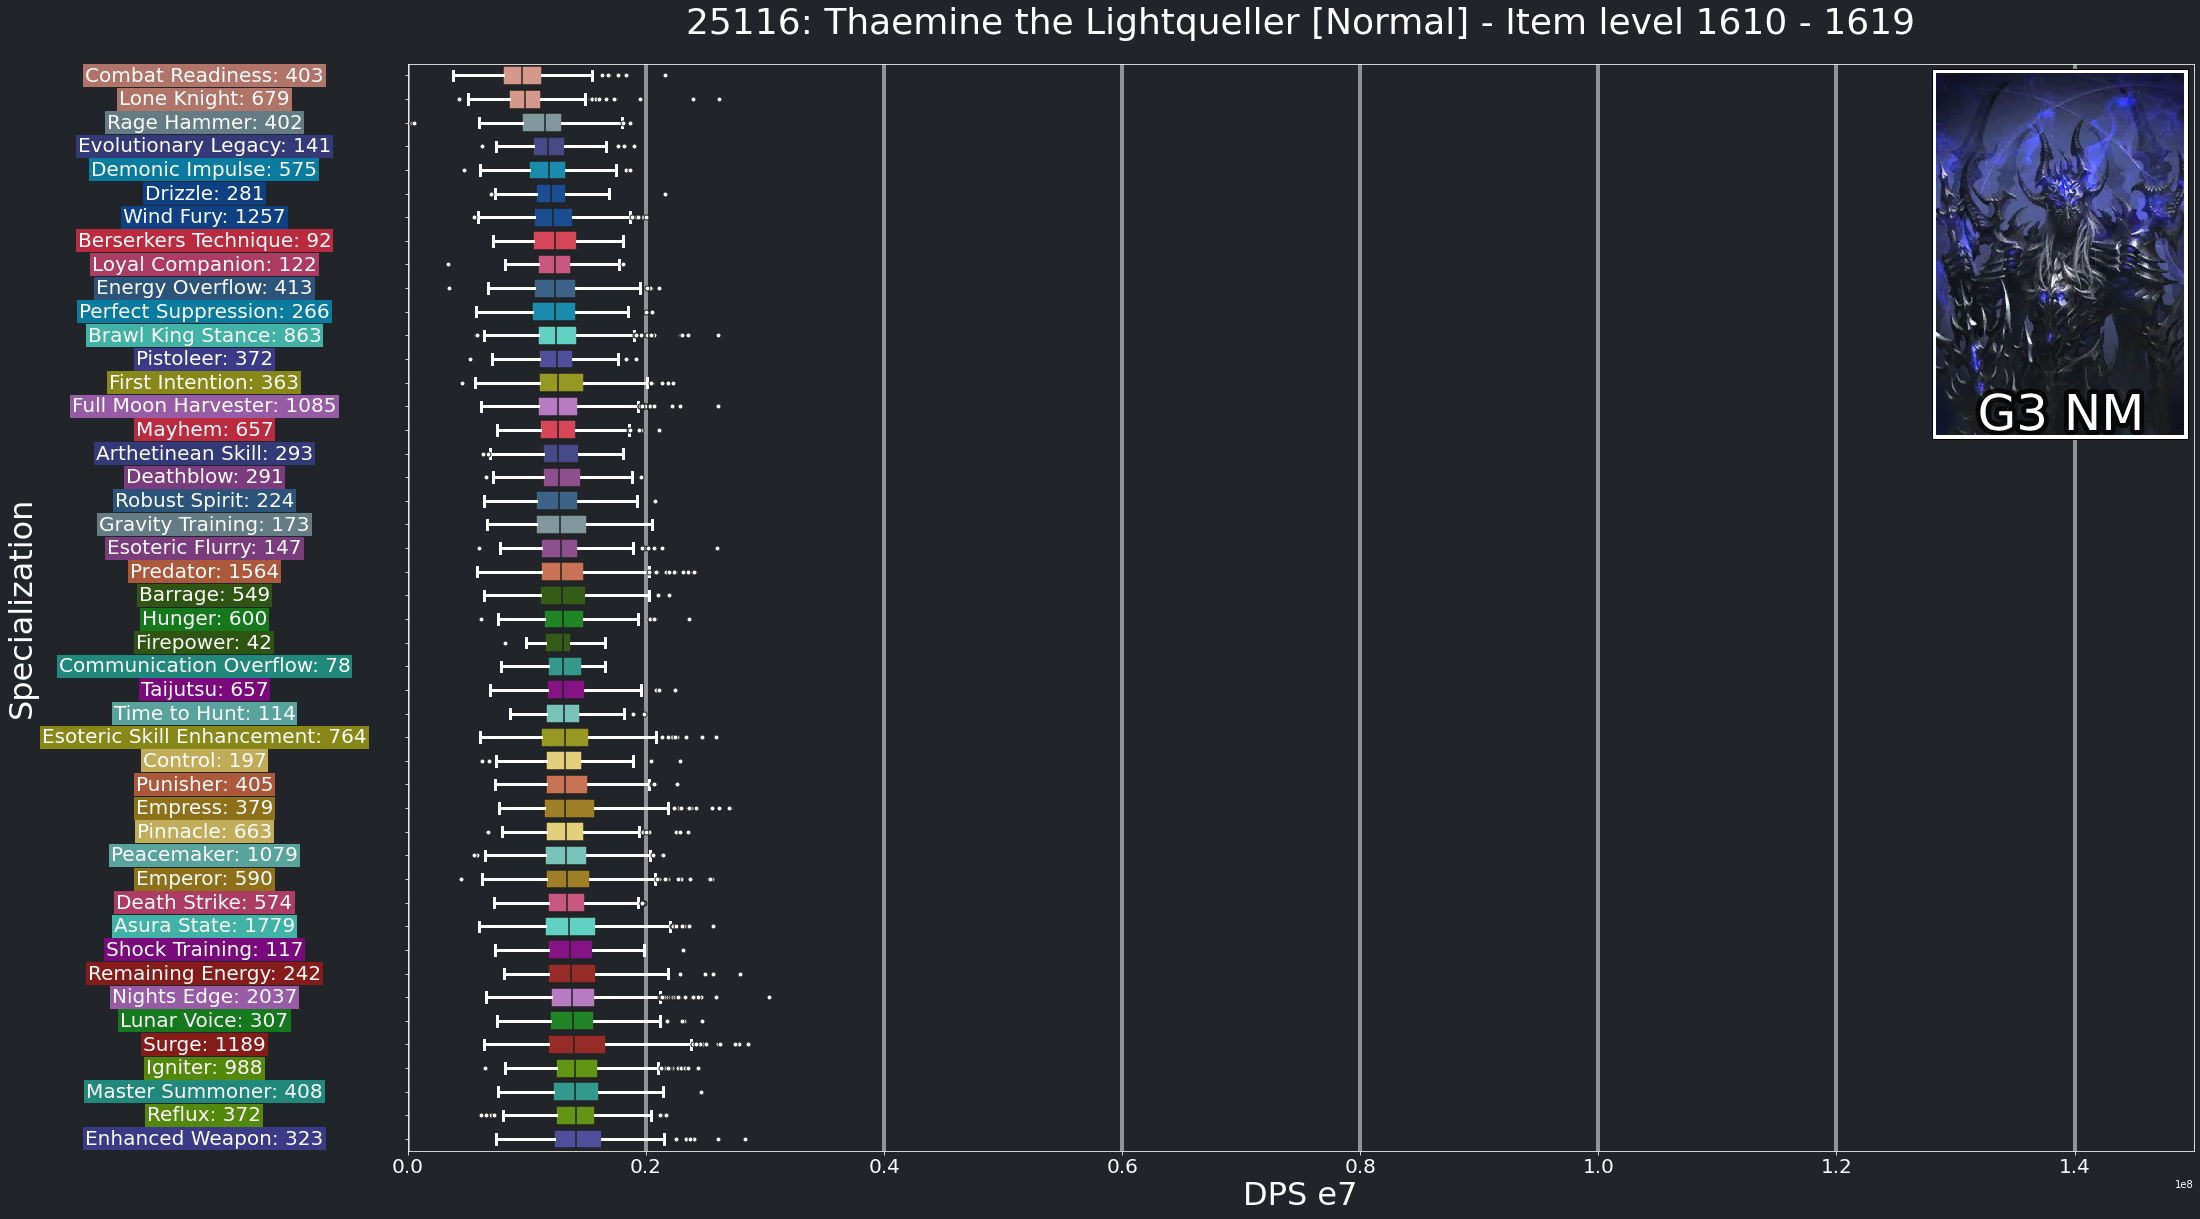 25116: Thaemine the Lightqueller [Normal] - Item level 1610 - 1619
Combat Readiness: 403
Lone Knight: 679
Rage Hammer: 402
Evolutionary Legacy: 141
Demonic Impulse: 575
Drizzle: 281
Wind Fury: 1257
Berserkers Technique: 92
Loyal Companion: 122
Energy Overflow: 413
Perfect Suppression: 266
Brawl King Stance: 863
Pistoleer: 372
First Intention: 363
Full Moon Harvester: 1085
Mayhem: 657
Arthetinean Skill: 293
Deathblow: 291
Robust Spirit: 224
Gravity Training: 173
Esoteric Flurry: 147
Predator: 1564
Barrage: 549
Hunger: 600
Firepower: 42
Communication Overflow: 78
Taijutsu: 657
Time to Hunt: 114
Esoteric Skill Enhancement: 764
Control: 197
Punisher: 405
Empress: 379
Pinnacle: 663
Peacemaker: 1079
Emperor: 590
Death Strike: 574
Asura State: 1779
Shock Training: 117
Remaining Energy: 242
Nights Edge: 2037
Lunar Voice: 307
Surge: 1189
Igniter: 988
Master Summoner: 408
Reflux: 372
Enhanced Weapon: 323
Specialization
G3 NM
0.0 0.2 0.4 0.6 0.8 1.0 1.2 1.4
1e8
DPS e7